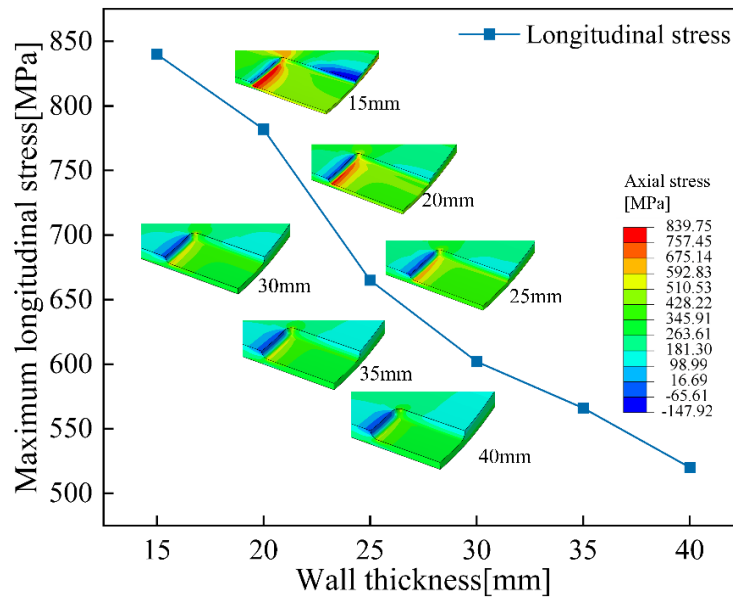 Longitudinal stress
Maximum longitudinal stress[MPa]
850
800
750
700
650
600
550
500
15mm
20mm
30mm
25mm
35mm
40mm
Axial stress
[MPa]
839.75
757.45
675.14
592.83
510.53
428.22
345.91
263.61
181.30
98.99
16.69
-65.61
-147.92
15 20 25 30 35 40
Wall thickness[mm]